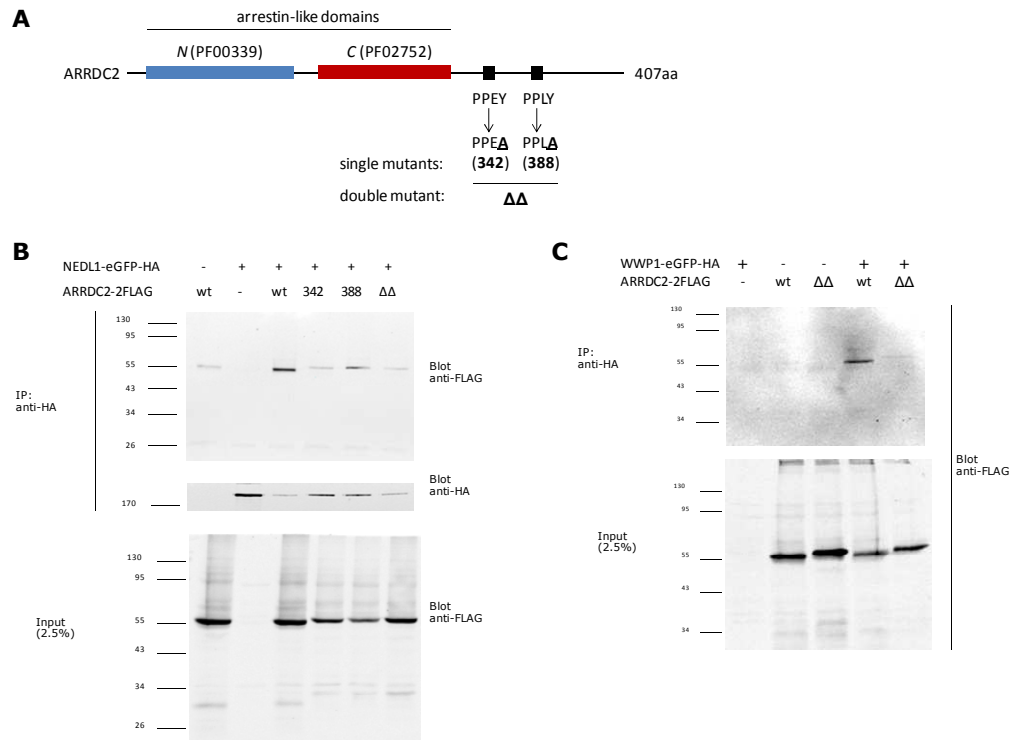 A
arrestin-like domains
N (PF00339) C (PF02752)
ARRDC2 407aa
PPEY PPLY
PPEΔ PPLΔ
single mutants: (342) (388)
double mutant: ΔΔ
B
NEDL1-eGFP-HA - + + + + +
ARRDC2-2FLAG wt - wt 342 388 ΔΔ
IP:
anti-HA
130
95
55
43
34
26
Blot
anti-FLAG
170
Blot
anti-HA
Input
(2.5%)
130
95
55
43
34
26
Blot
anti-FLAG
C
WWP1-eGFP-HA + - - + +
ARRDC2-2FLAG - wt ΔΔ wt ΔΔ
IP:
anti-HA
130
95
55
43
34
Input
(2.5%)
130
95
55
43
34
Blot
anti-FLAG